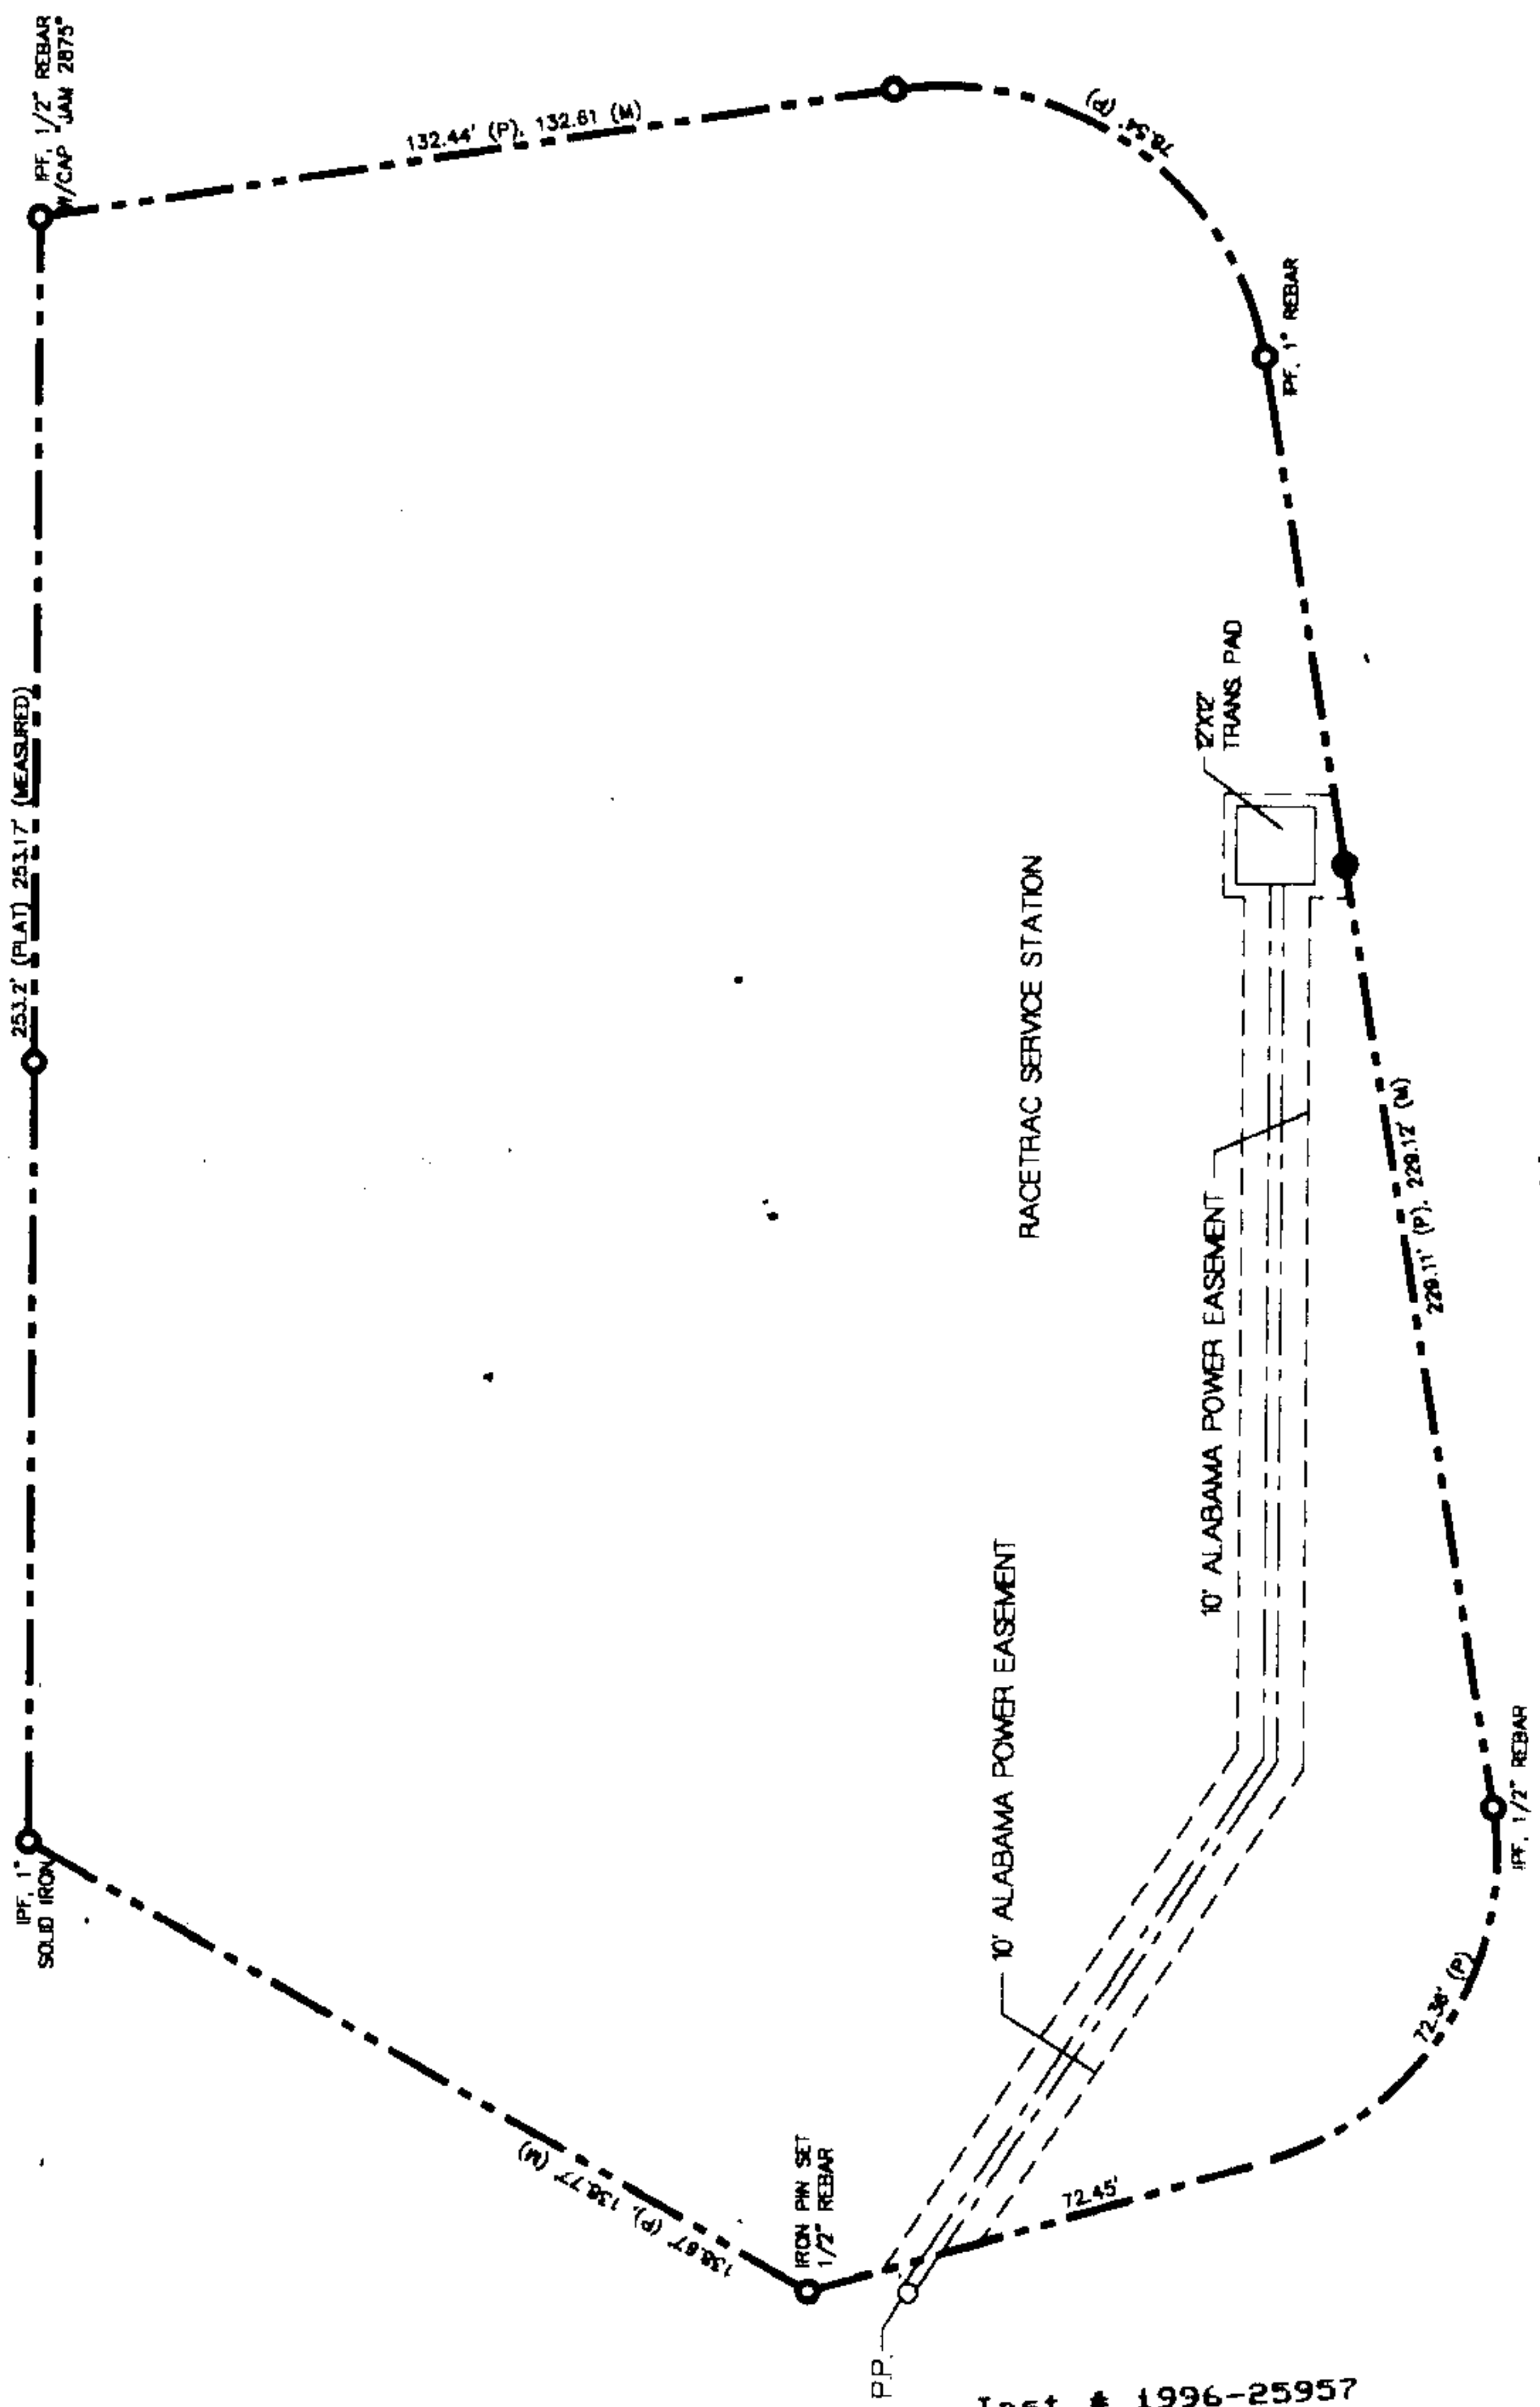 IPF, 1/2" REBAR
W/CAP "JAM 2875"
132.44' (P), 132.61 (M)
253.2' (PLAT) 253.17' (MEASURED)
IPF, 1" REBAR
12'X12'
TRANS. PAD
RACETRAC SERVICE STATION
10' ALABAMA POWER EASEMENT
229.11' (P), 229.12' (M)
10' ALABAMA POWER EASEMENT
IPF, 1"
SOLID IRON
IPF, 1/2" REBAR
72.36' (P)
(P), 138.77' (M)
IRON PIN SET
1/2" REBAR
72.45'
P.P.
Inst # 1996-25957